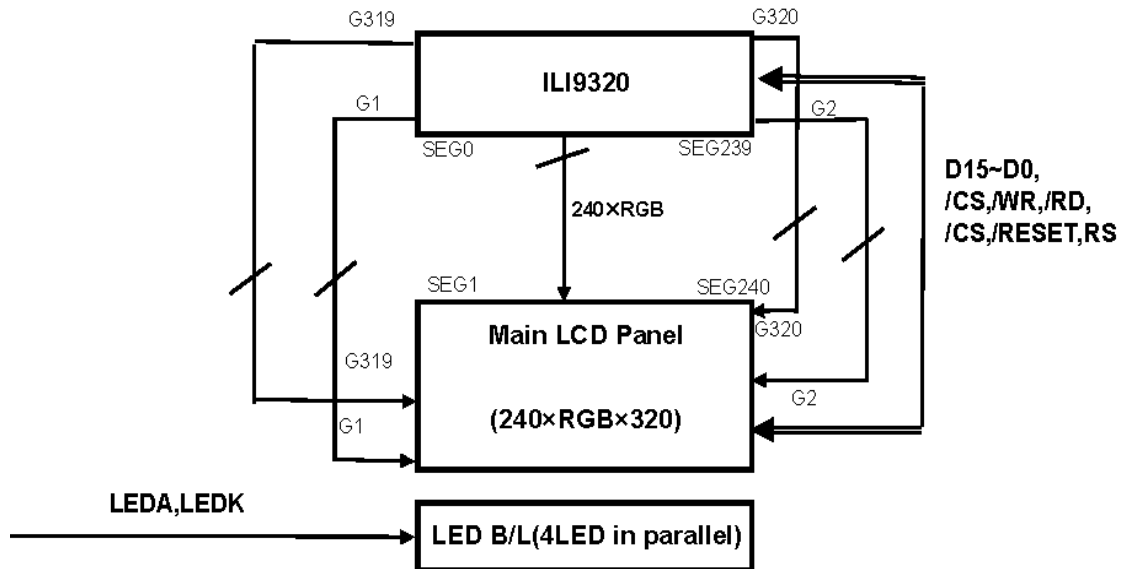 G319
G320
ILI9320
G1
G2
SEG0
SEG239
D15~D0,
/CS,/WR,/RD,
/CS,/RESET,RS
240×RGB
SEG1
SEG240
G320
Main LCD Panel
G319
G2
(240×RGB×320)
G1
LEDA,LEDK
LED B/L(4LED in parallel)